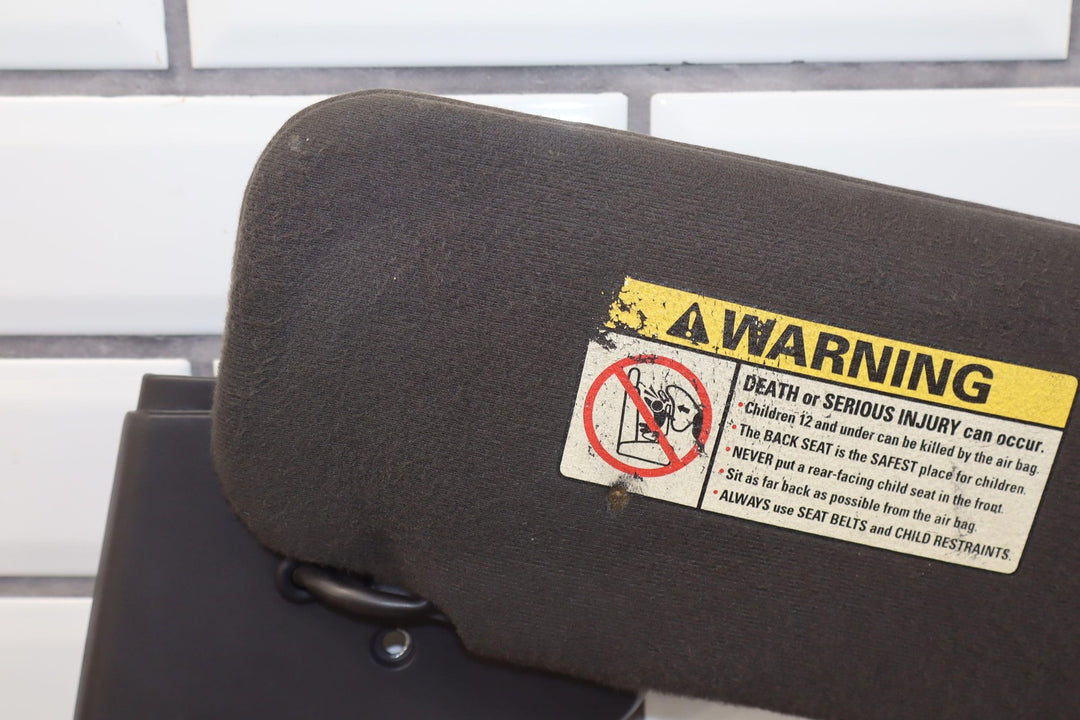 WARNING
DEATH or SERIOUS INJURY can occur.
• Children 12 and under can be killed by the air bag.
• The BACK SEAT is the SAFEST place for children.
• NEVER put a rear-facing child seat in the front.
• Sit as far back as possible from the air bag.
• ALWAYS use SEAT BELTS and CHILD RESTRAINTS.